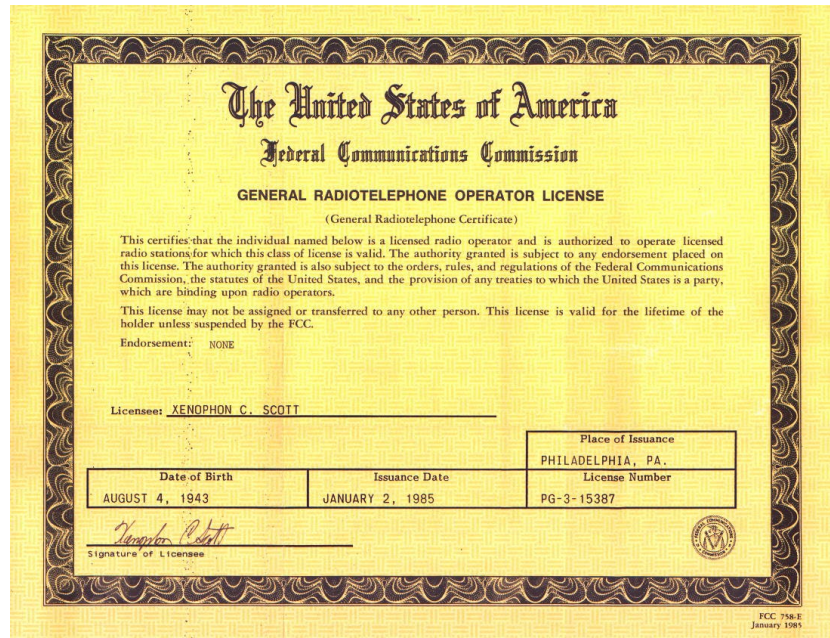 The United States of America
Federal Communications Commission
GENERAL RADIOTELEPHONE OPERATOR LICENSE
(General Radiotelephone Certificate)
This certifies that the individual named below is a licensed radio operator and is authorized to operate licensed
radio stations for which this class of license is valid. The authority granted is subject to any endorsement placed on
this license. The authority granted is also subject to the orders, rules, and regulations of the Federal Communications
Commission, the statutes of the United States, and the provision of any treaties to which the United States is a party,
which are binding upon radio operators.
This license may not be assigned or transferred to any other person. This license is valid for the lifetime of the
holder unless suspended by the FCC.
Endorsement: NONE
Licensee: XENOPHON C. SCOTT
Place of Issuance
PHILADELPHIA, PA.
Date of Birth Issuance Date License Number
AUGUST 4, 1943 JANUARY 2, 1985 PG-3-15387
Xenophon C Scott
Signature of Licensee
FEDERAL COMMUNICATIONS COMMISSION
FCC 758-E
January 1985